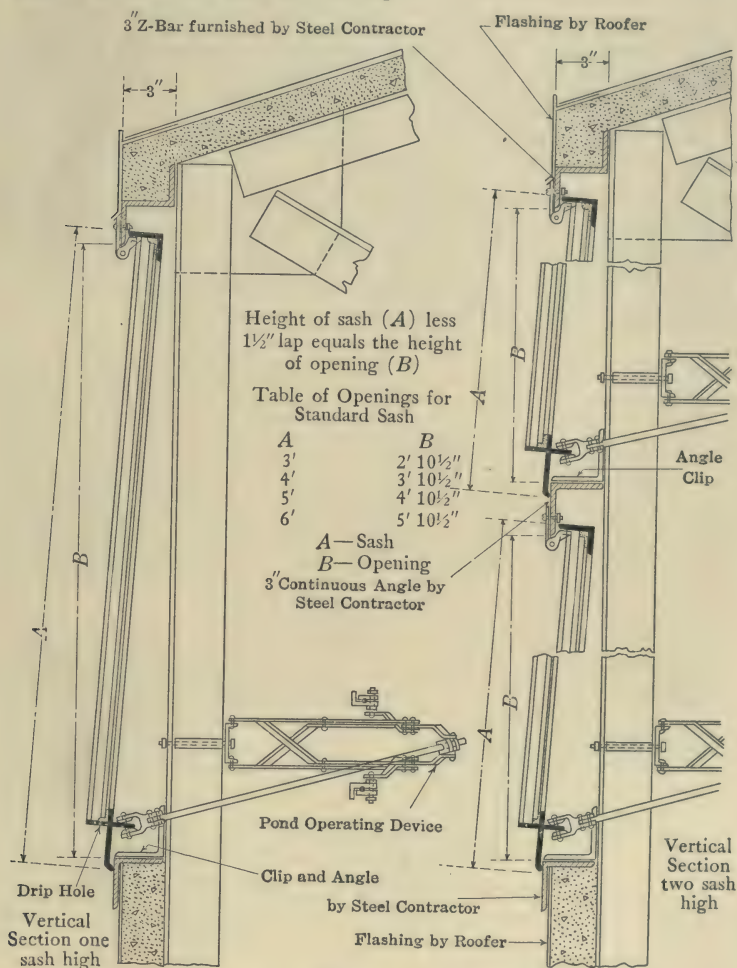 3" Z-Bar furnished by Steel Contractor
Flashing by Roofer
3"
3"
Height of sash (A) less
1½" lap equals the height
of opening (B)
Table of Openings for
Standard Sash
A B
3' 2' 10½"
4' 3' 10½"
5' 4' 10½"
6' 5' 10½"
A—Sash
B—Opening
3" Continuous Angle by
Steel Contractor
Angle
Clip
A
B
A
B
A
B
Pond Operating Device
Drip Hole
Clip and Angle
by Steel Contractor
Flashing by Roofer
Vertical
Section one
sash high
Vertical
Section
two sash
high